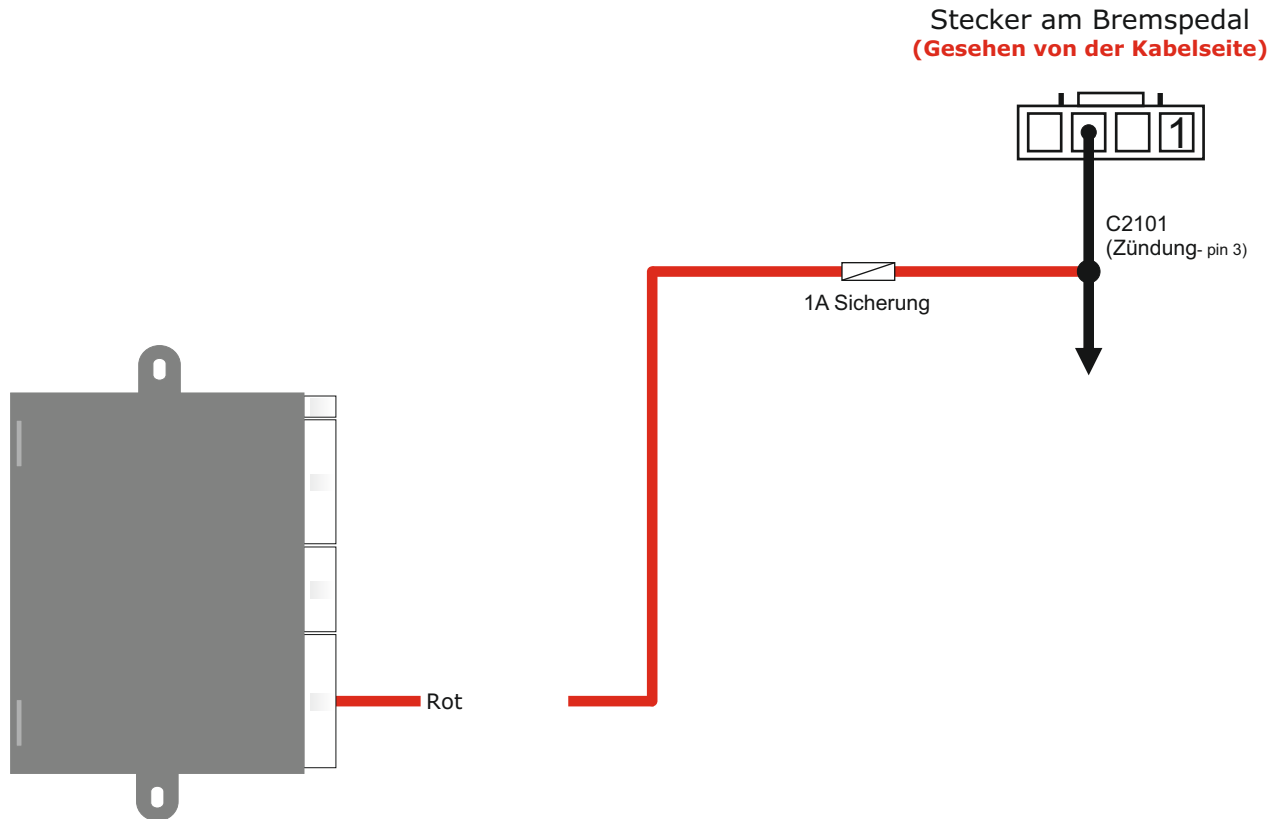 Stecker am Bremspedal
(Gesehen von der Kabelseite)
1
C2101
(Zündung- pin 3)
1A Sicherung
Rot